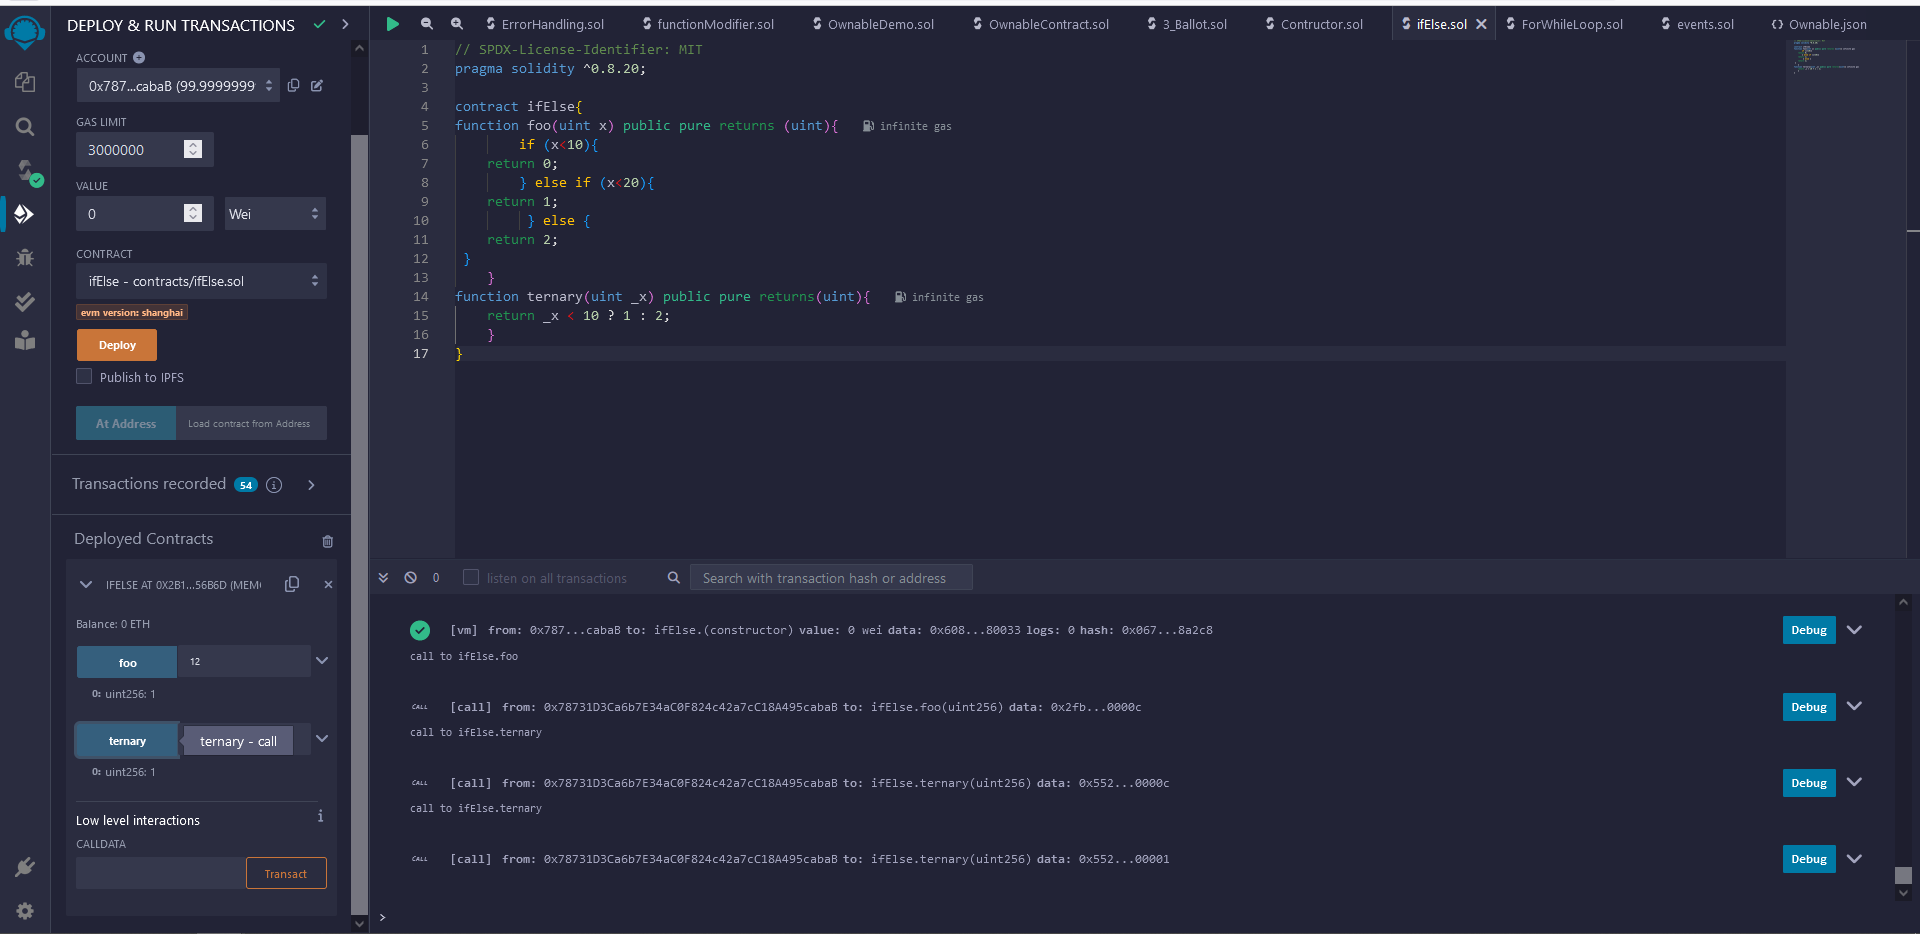 DEPLOY & RUN TRANSACTIONS
ACCOUNT
0x787...cabaB (99.9999999
GAS LIMIT
3000000
VALUE
0
Wei
CONTRACT
ifElse - contracts/ifElse.sol
evm version: shanghai
Deploy
Publish to IPFS
At Address
Load contract from Address
Transactions recorded 54
Deployed Contracts
IFELSE AT 0X2B1...56B6D (MEM
Balance: 0 ETH
foo
12
0: uint256: 1
ternary
ternary - call
0: uint256: 1
Low level interactions
CALLDATA
Transact
ErrorHandling.sol
functionModifier.sol
OwnableDemo.sol
OwnableContract.sol
3_Ballot.sol
Contructor.sol
ifElse.sol
ForWhileLoop.sol
events.sol
Ownable.json
1 // SPDX-License-Identifier: MIT
2 pragma solidity ^0.8.20;
3
4 contract ifElse{
5 function foo(uint x) public pure returns (uint){ infinite gas
6 if (x<10){
7 return 0;
8 } else if (x<20){
9 return 1;
10 } else {
11 return 2;
12 }
13 }
14 function ternary(uint _x) public pure returns(uint){ infinite gas
15 return _x < 10 ? 1 : 2;
16 }
17 }
0
listen on all transactions
Search with transaction hash or address
[vm] from: 0x787...cabaB to: ifElse.(constructor) value: 0 wei data: 0x608...80033 logs: 0 hash: 0x067...8a2c8
Debug
call to ifElse.foo
CALL [call] from: 0x78731D3Ca6b7E34aC0F824c42a7cC18A495cabaB to: ifElse.foo(uint256) data: 0x2fb...0000c
Debug
call to ifElse.ternary
CALL [call] from: 0x78731D3Ca6b7E34aC0F824c42a7cC18A495cabaB to: ifElse.ternary(uint256) data: 0x552...0000c
Debug
call to ifElse.ternary
CALL [call] from: 0x78731D3Ca6b7E34aC0F824c42a7cC18A495cabaB to: ifElse.ternary(uint256) data: 0x552...00001
Debug
>